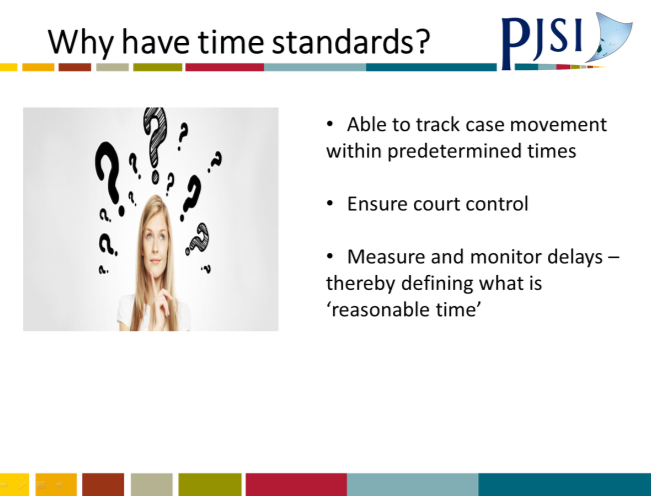 Why have time standards?
PJSI
• Able to track case movement
within predetermined times
• Ensure court control
• Measure and monitor delays –
thereby defining what is
‘reasonable time’